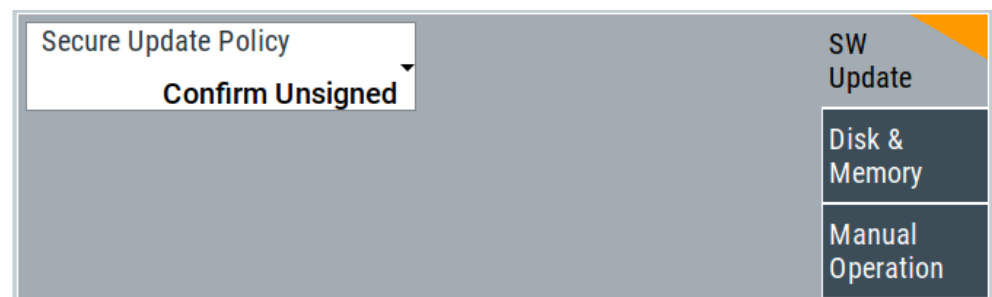 Secure Update Policy
Confirm Unsigned
SW
Update
Disk &
Memory
Manual
Operation